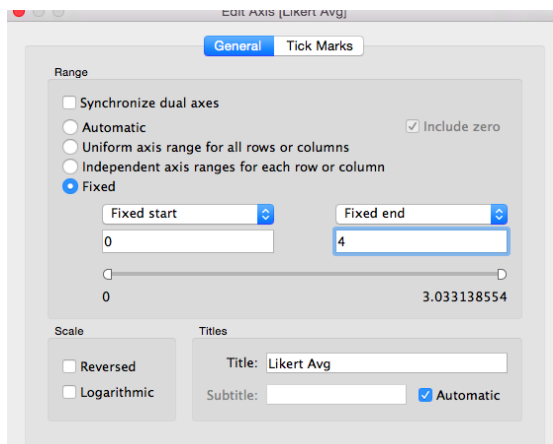 Edit Axis [Likert Avg]
General Tick Marks
Range
Synchronize dual axes
Automatic Include zero
Uniform axis range for all rows or columns
Independent axis ranges for each row or column
Fixed
Fixed start Fixed end
0 4
0 3.033138554
Scale Titles
Reversed Title: Likert Avg
Logarithmic Subtitle: Automatic